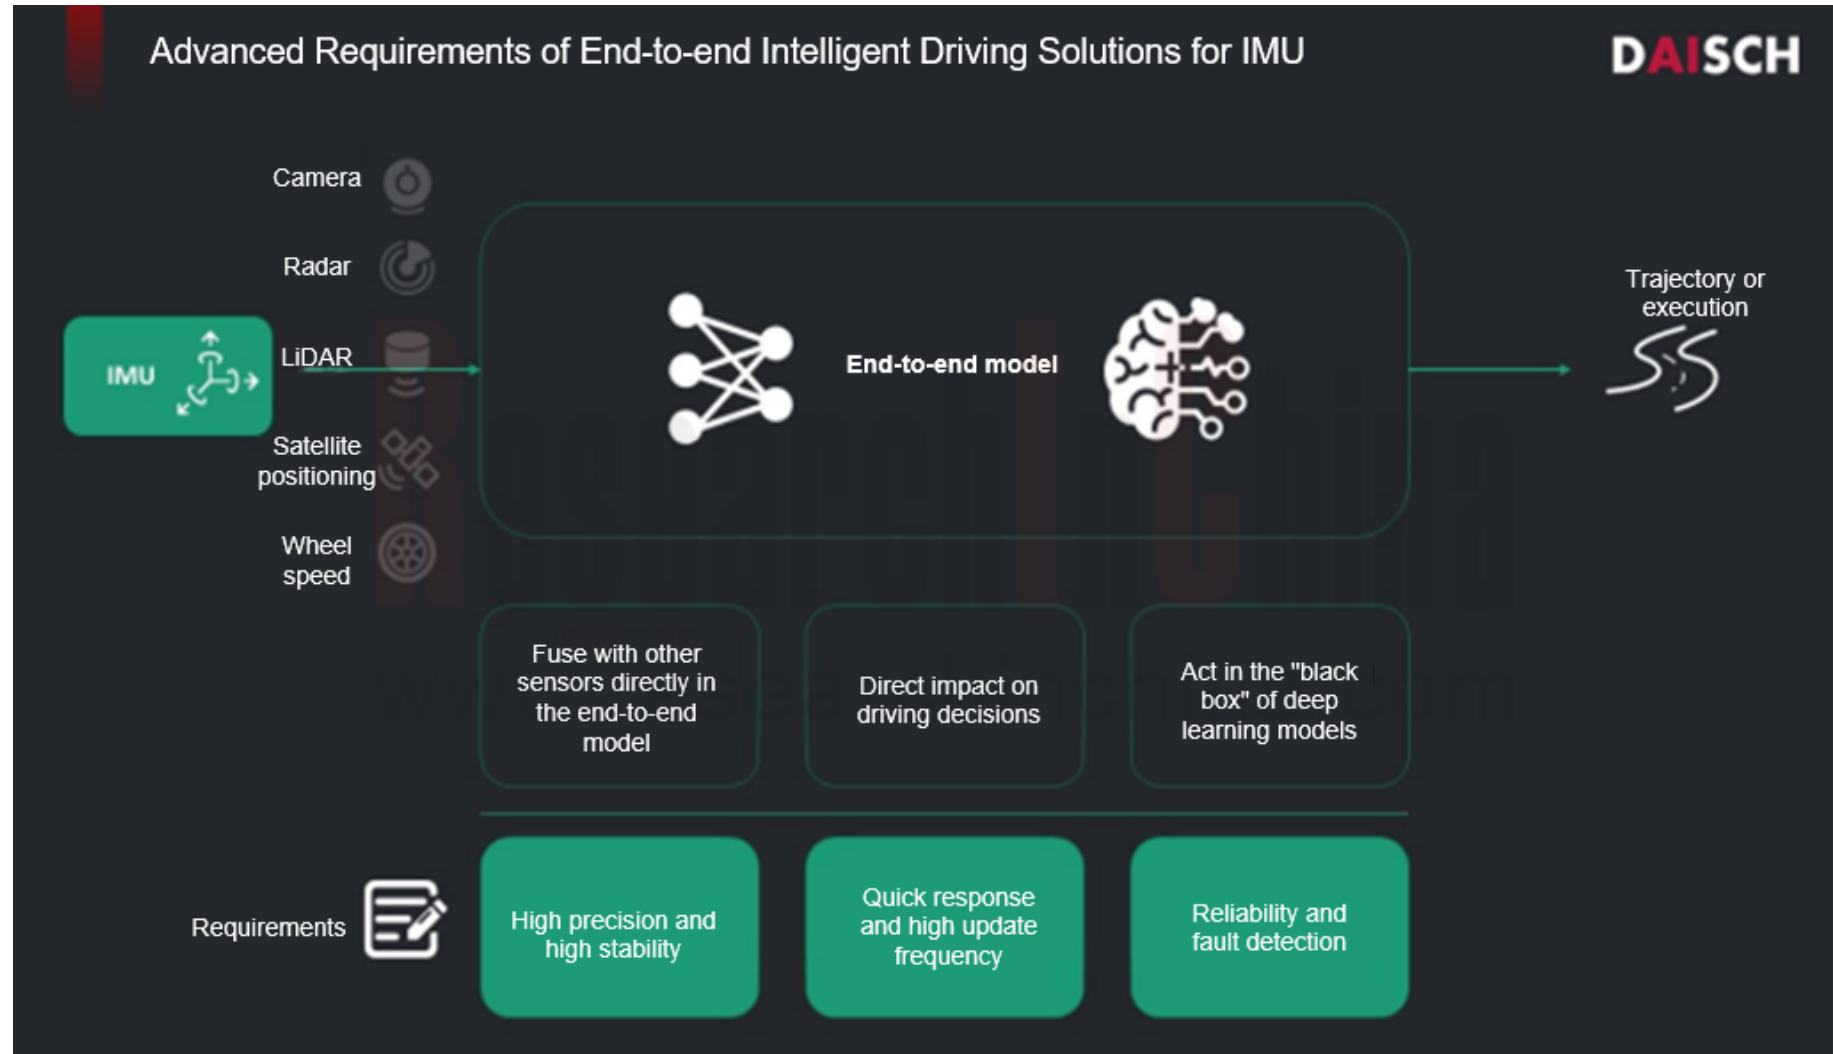 Advanced Requirements of End-to-end Intelligent Driving Solutions for IMU
DAISCH
Camera
Radar
IMU
LiDAR
Satellite
positioning
Wheel
speed
End-to-end model
Trajectory or
execution
Fuse with other
sensors directly in
the end-to-end
model
Direct impact on
driving decisions
Act in the "black
box" of deep
learning models
Requirements
High precision and
high stability
Quick response
and high update
frequency
Reliability and
fault detection
ResearchInChina